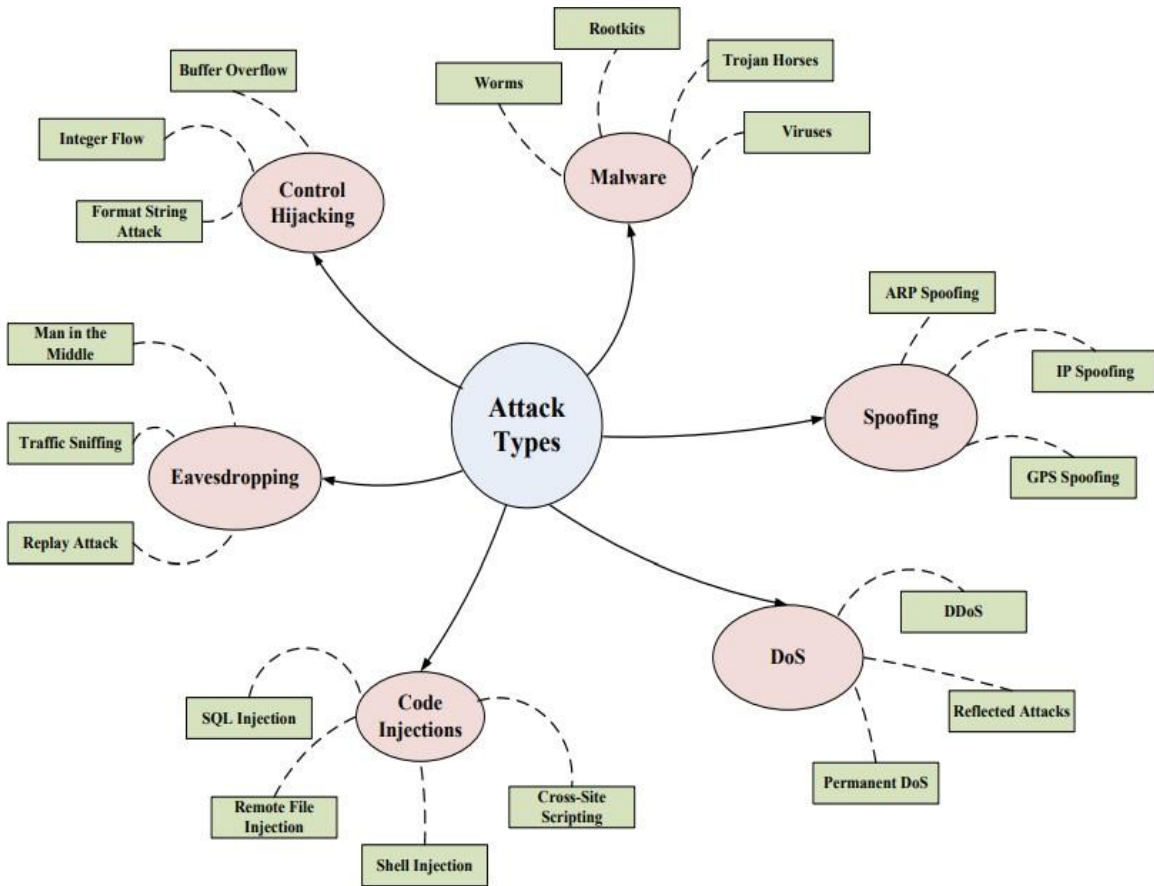 Rootkits
Buffer Overflow
Trojan Horses
Worms
Integer Flow
Viruses
Malware
Control
Hijacking
Format String
Attack
ARP Spoofing
Man in the
Middle
IP Spoofing
Attack
Types
Spoofing
Traffic Sniffing
Eavesdropping
GPS Spoofing
Replay Attack
DDoS
DoS
Code
Injections
SQL Injection
Reflected Attacks
Permanent DoS
Cross-Site
Scripting
Remote File
Injection
Shell Injection